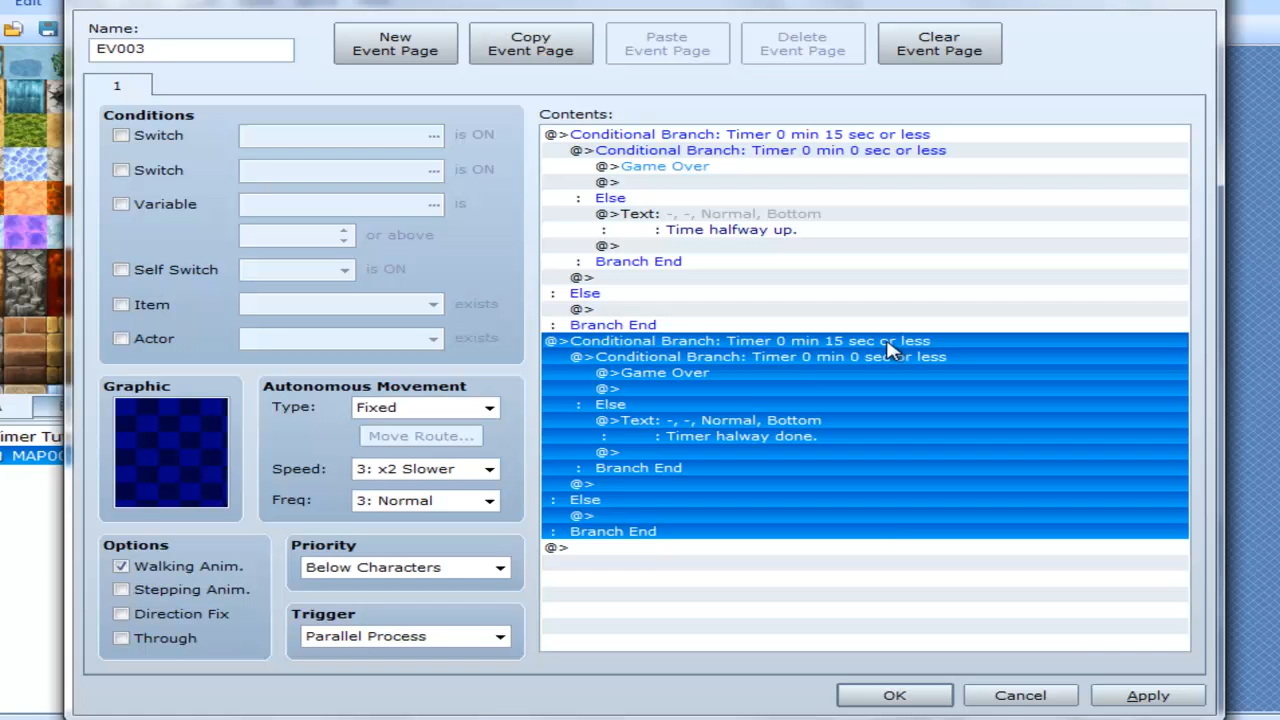 Edit
Name:
EV003
New
Event Page
Copy
Event Page
Paste
Event Page
Delete
Event Page
Clear
Event Page
1
Conditions
Switch ... is ON
Switch ... is ON
Variable ... is
or above
Self Switch is ON
Item exists
Actor exists
Graphic
Autonomous Movement
Type: Fixed
Move Route...
Speed: 3: x2 Slower
Freq: 3: Normal
Options
Walking Anim.
Stepping Anim.
Direction Fix
Through
Priority
Below Characters
Trigger
Parallel Process
Contents:
@>Conditional Branch: Timer 0 min 15 sec or less
@>Conditional Branch: Timer 0 min 0 sec or less
@>Game Over
@>
: Else
@>Text: -, -, Normal, Bottom
: : Time halfway up.
@>
: Branch End
@>
: Else
@>
: Branch End
@>Conditional Branch: Timer 0 min 15 sec or less
@>Conditional Branch: Timer 0 min 0 sec or less
@>Game Over
@>
: Else
@>Text: -, -, Normal, Bottom
: : Timer halway done.
@>
: Branch End
@>
: Else
@>
: Branch End
@>
imer Tu
MAP00
OK
Cancel
Apply